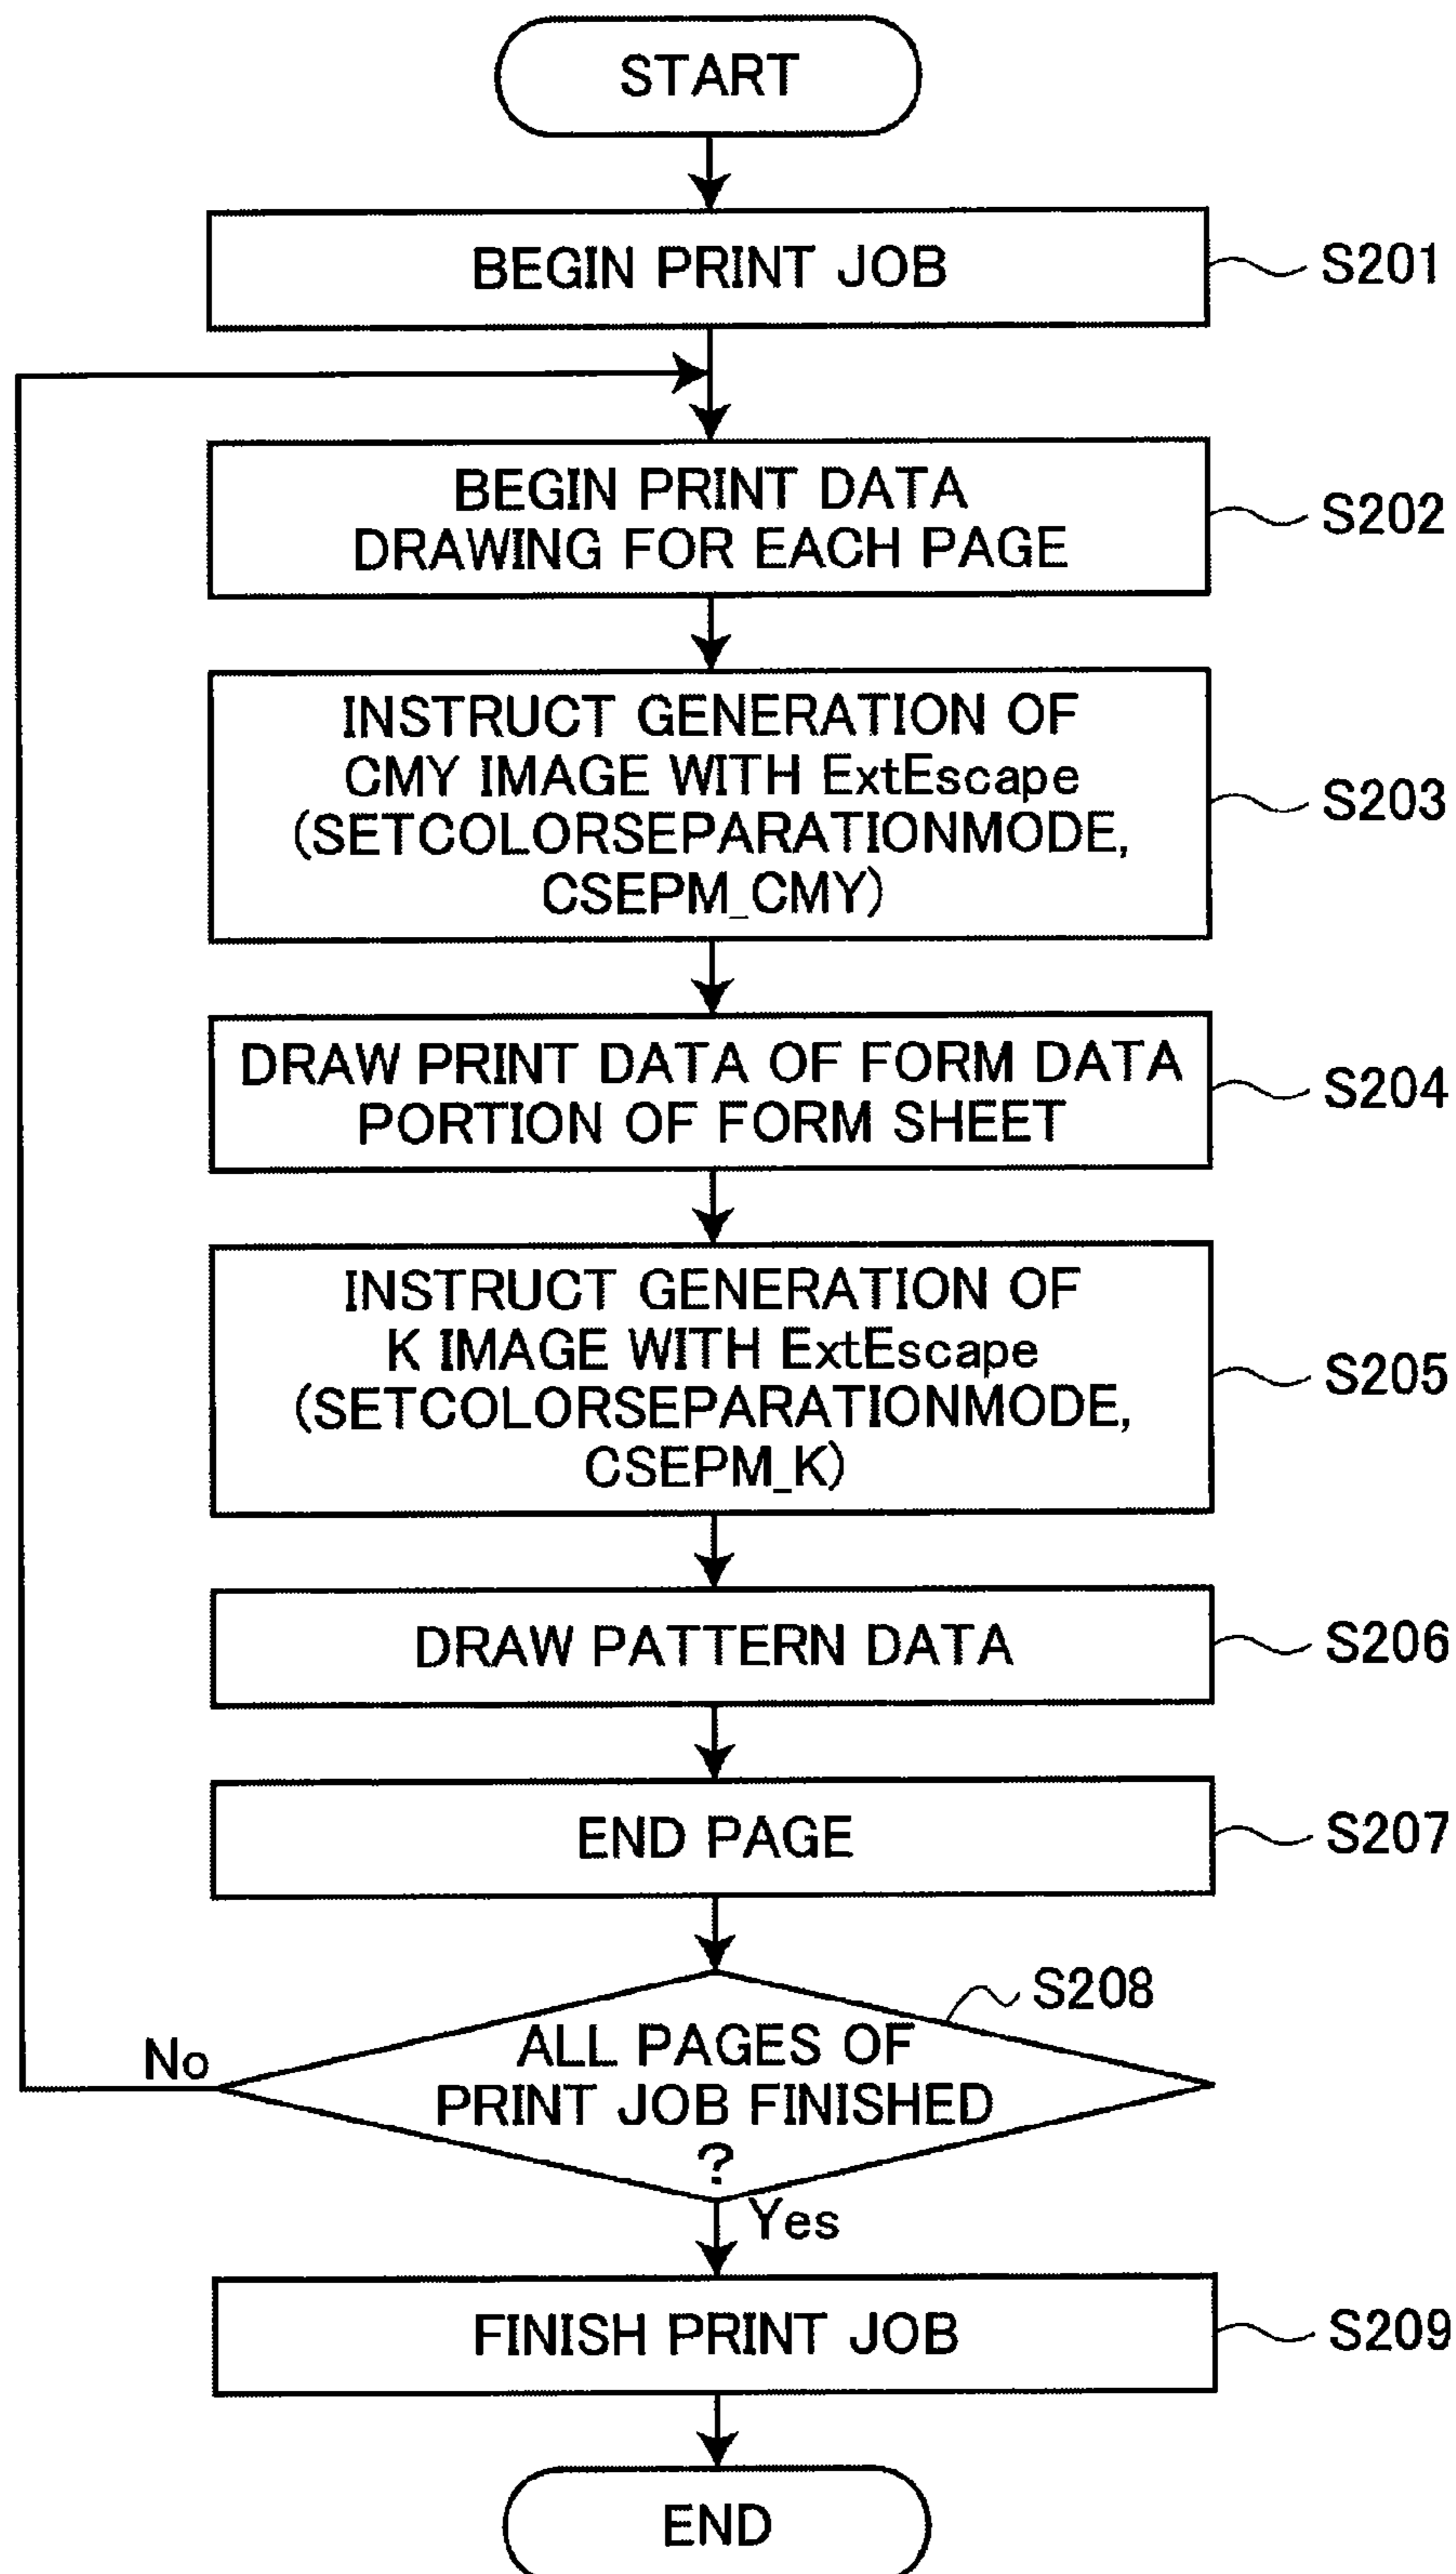 START
BEGIN PRINT JOB
S201
BEGIN PRINT DATA
DRAWING FOR EACH PAGE
S202
INSTRUCT GENERATION OF
CMY IMAGE WITH ExtEscape
(SETCOLORSEPARATIONMODE,
CSEPM_CMY)
S203
DRAW PRINT DATA OF FORM DATA
PORTION OF FORM SHEET
S204
INSTRUCT GENERATION OF
K IMAGE WITH ExtEscape
(SETCOLORSEPARATIONMODE,
CSEPM_K)
S205
DRAW PATTERN DATA
S206
END PAGE
S207
S208
ALL PAGES OF
PRINT JOB FINISHED
?
No
Yes
FINISH PRINT JOB
S209
END